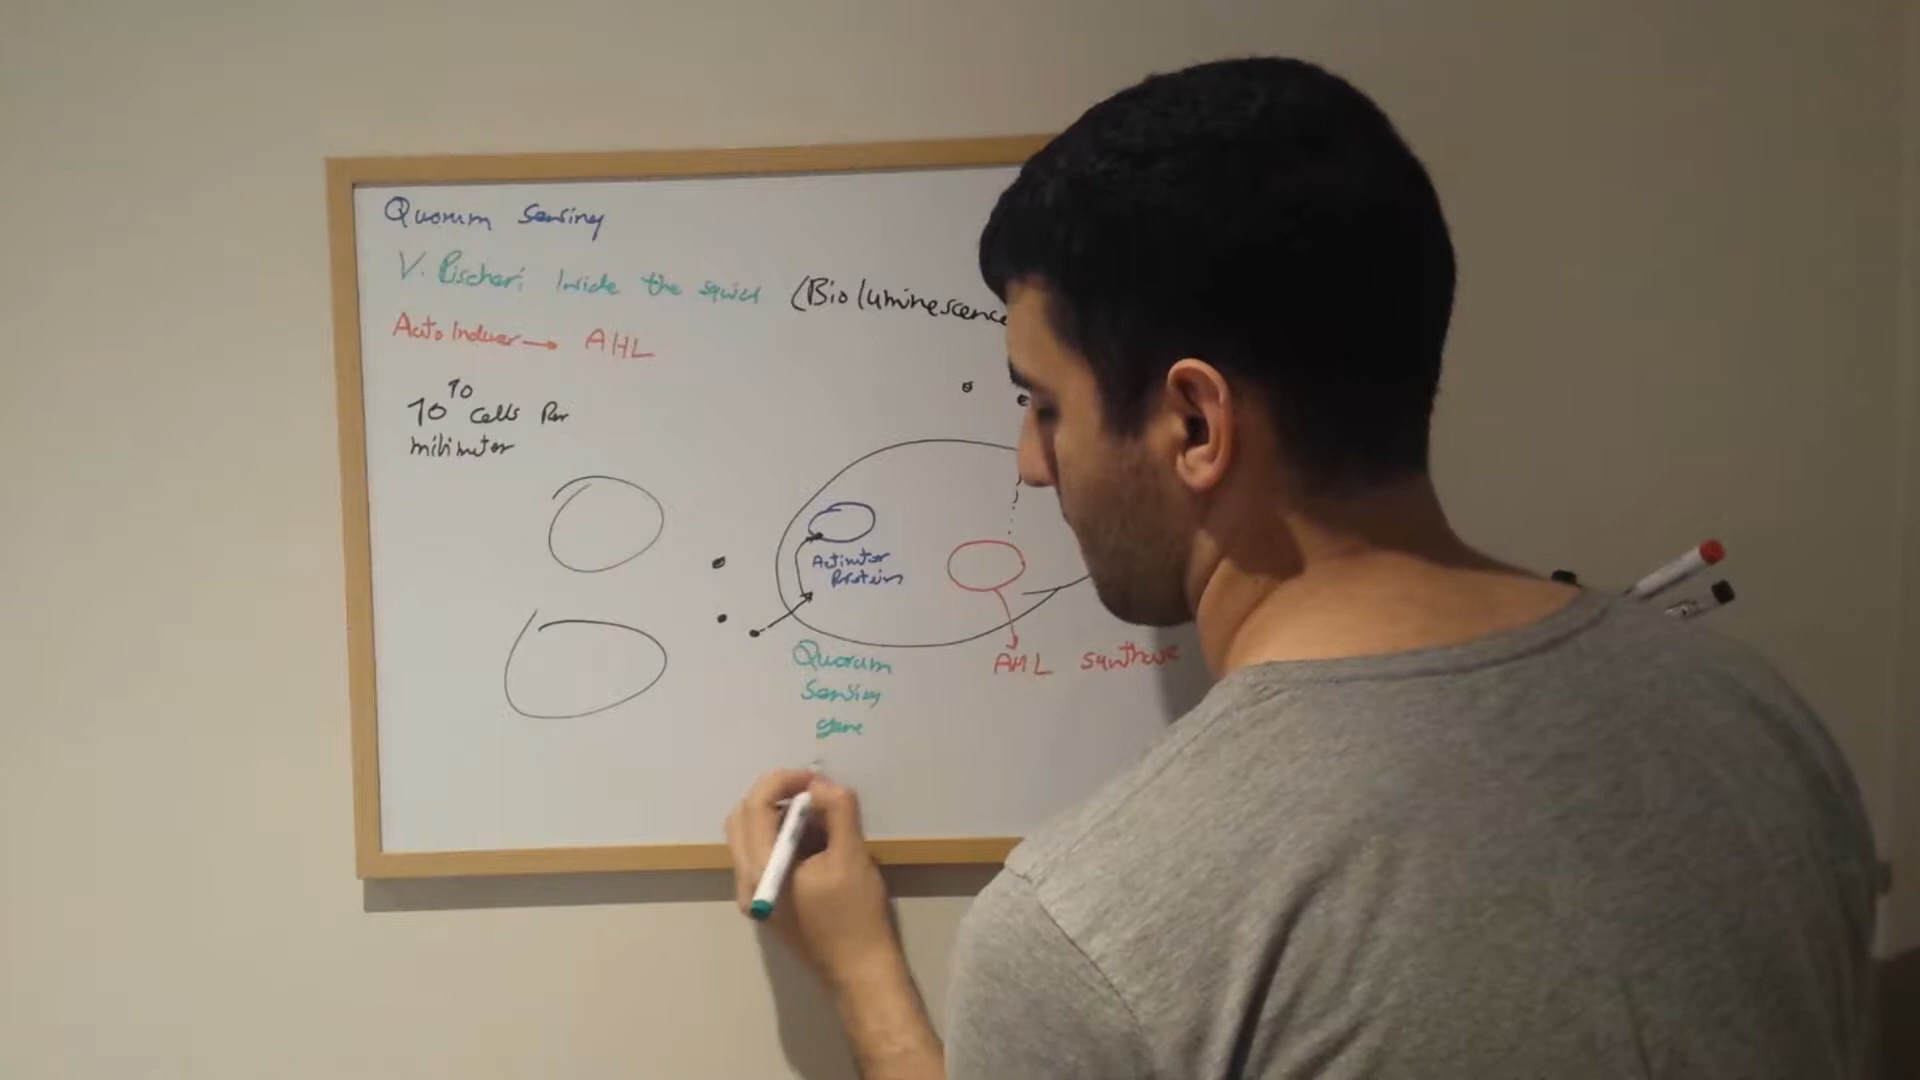 Quorum Sensing
V. Fischeri Inside the squid (Bioluminescence
Auto Inducer → AHL
10^10 Cells Per
milimeter
Activator
Protein
AHL synthase
Quorum
Sensing
gene